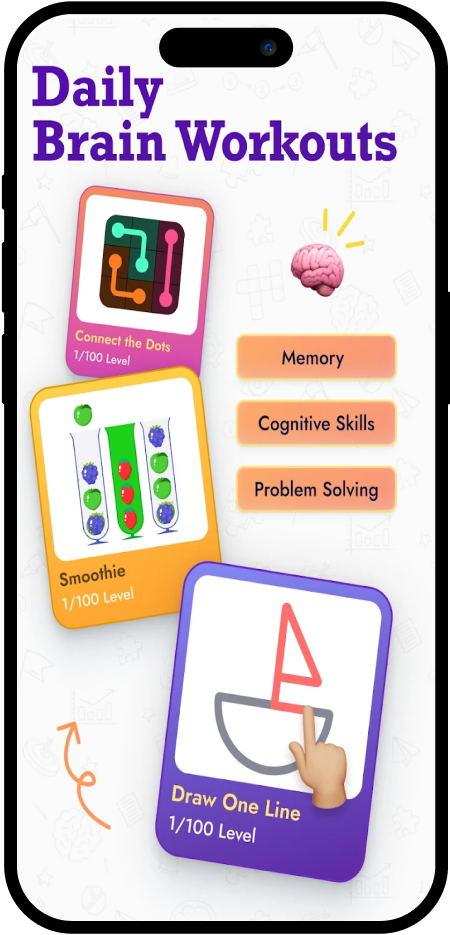 Daily
Brain Workouts
Connect the Dots
1/100 Level
Memory
Cognitive Skills
Problem Solving
Smoothie
1/100 Level
Draw One Line
1/100 Level